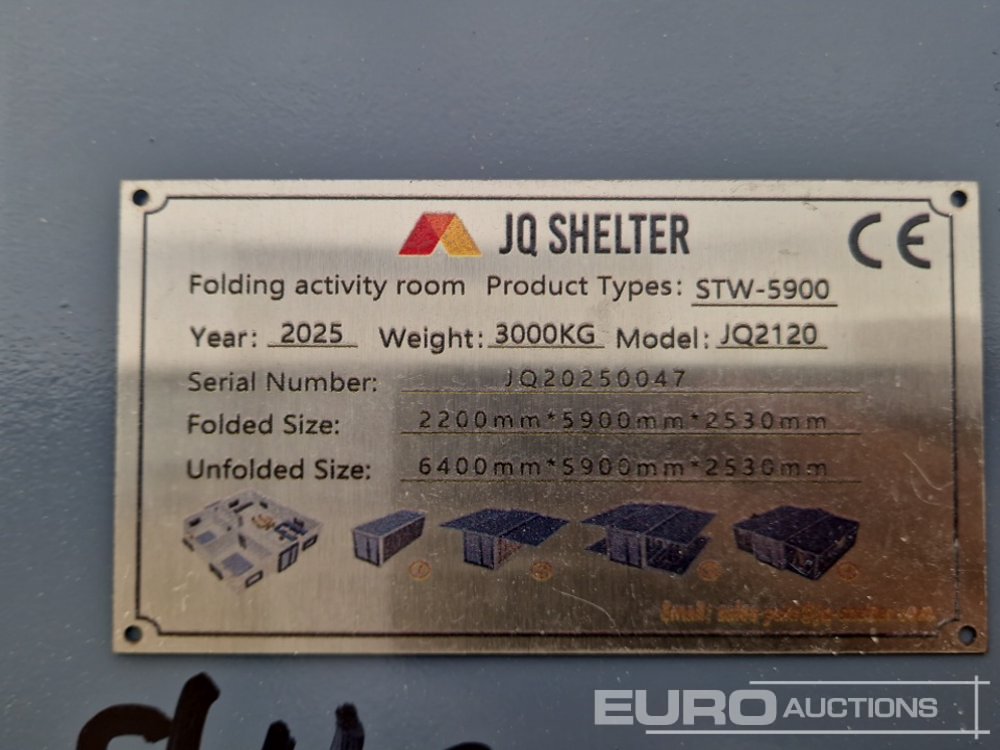 JQ SHELTER CE
Folding activity room Product Types: STW-5900
Year: 2025 Weight: 3000KG Model: JQ2120
Serial Number: JQ20250047
Folded Size: 2200mm*5900mm*2530mm
Unfolded Size: 6400mm*5900mm*2530mm
Email:
EURO AUCTIONS